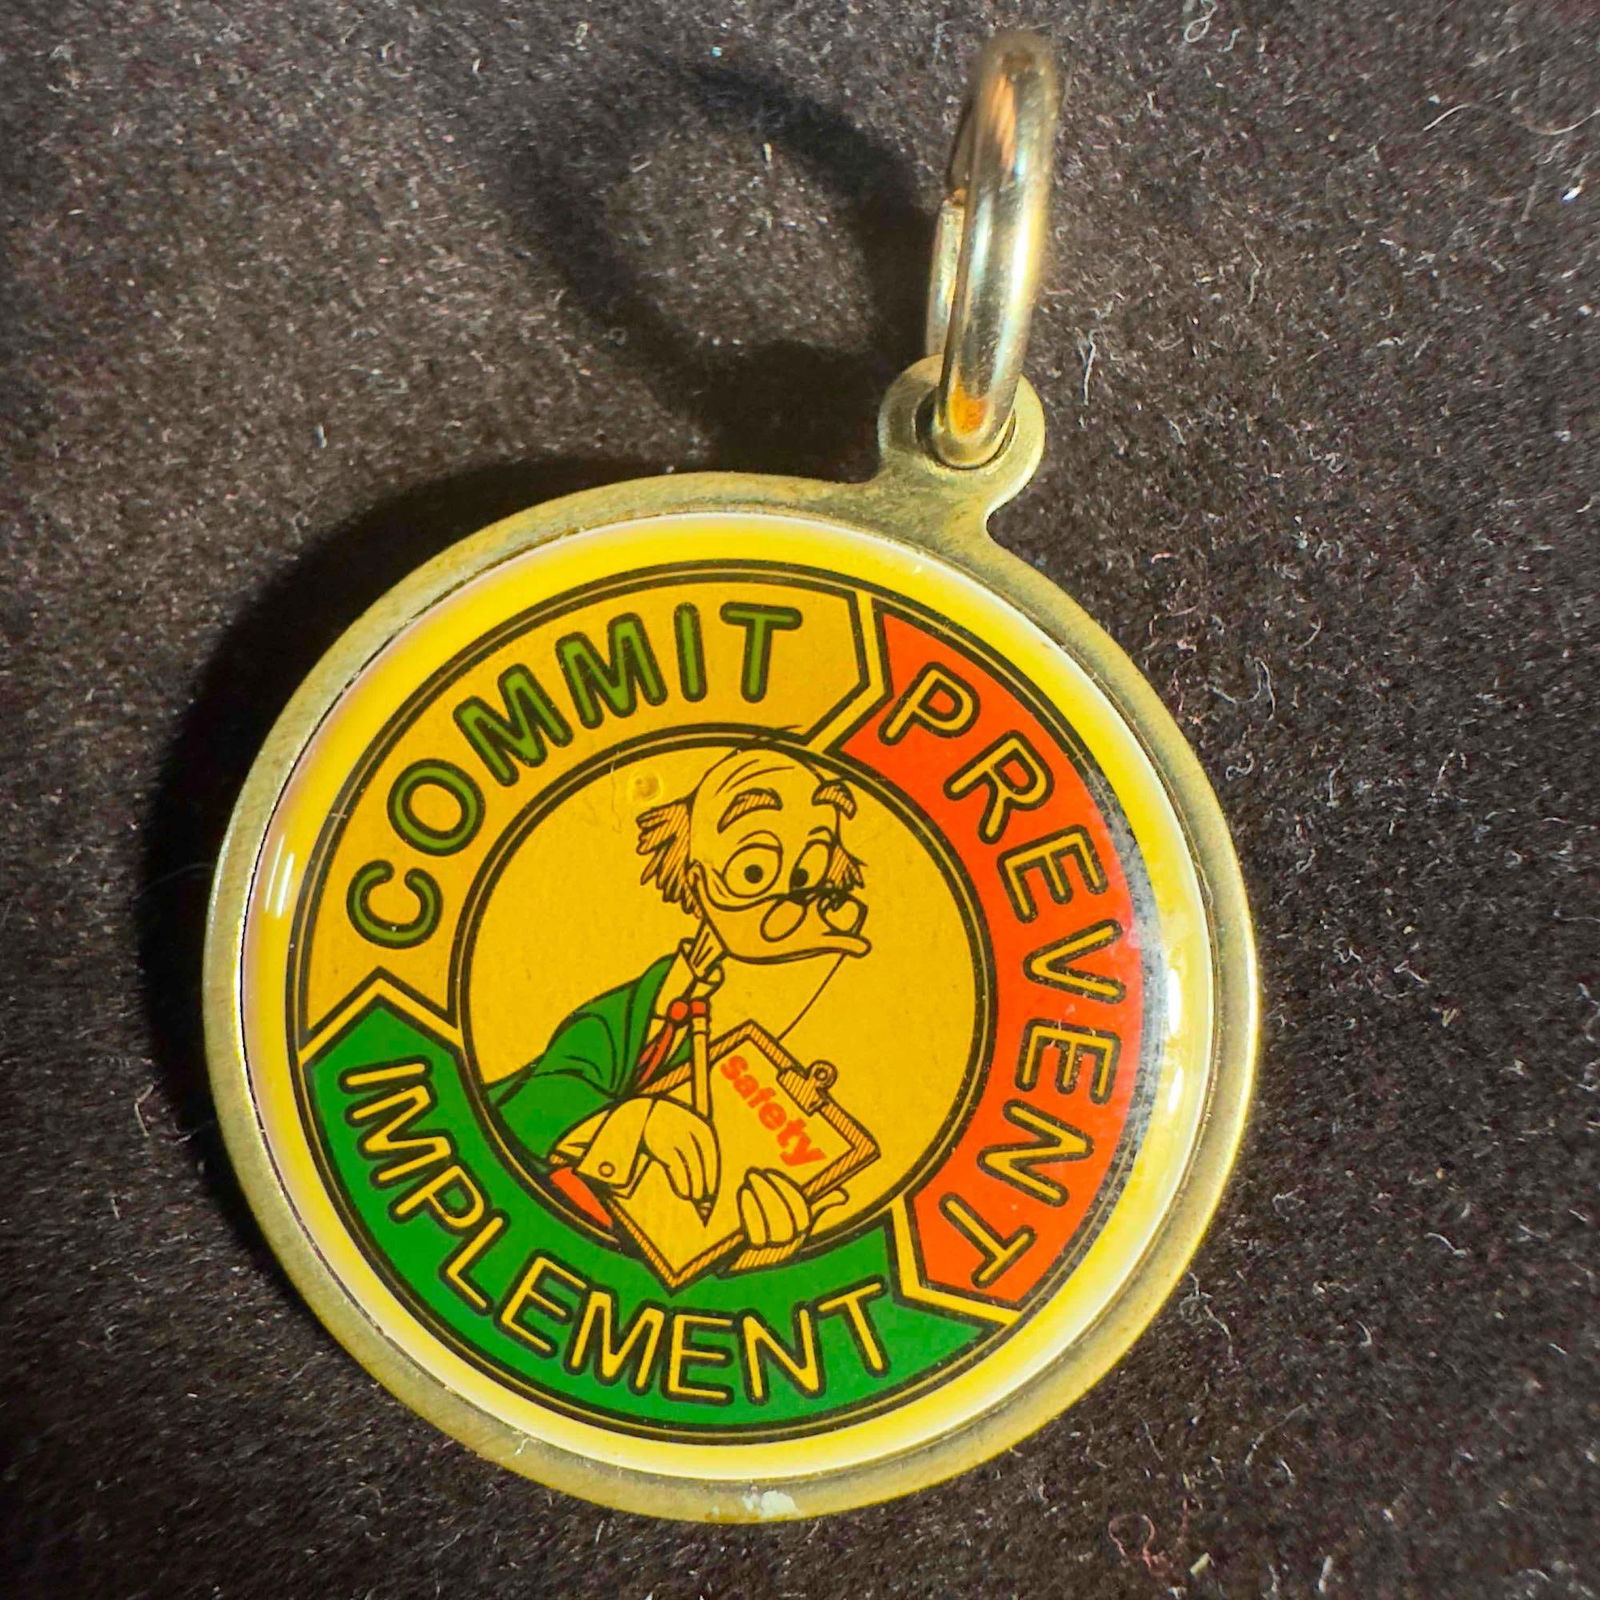 COMMIT
PREVENT
IMPLEMENT
Safety